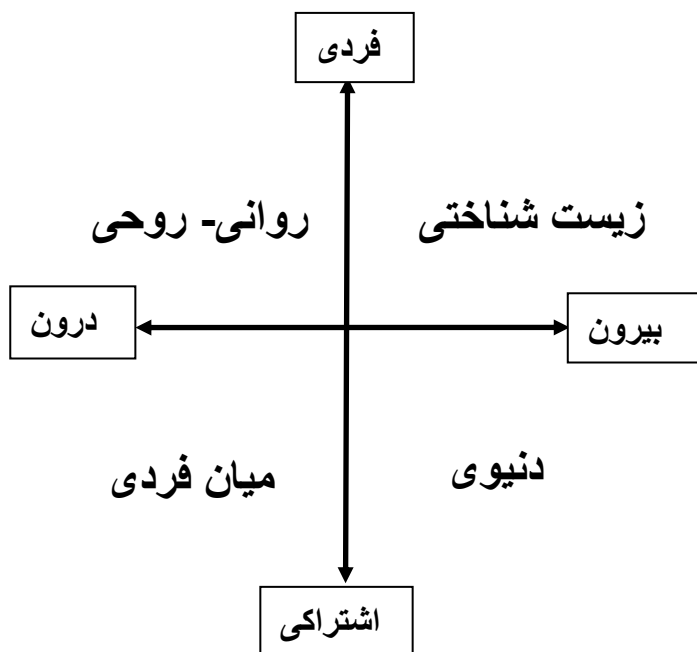 فردی
زیست شناختی
روانی- روحی
بیرون
درون
دنیوی
میان فردی
اشتراکی